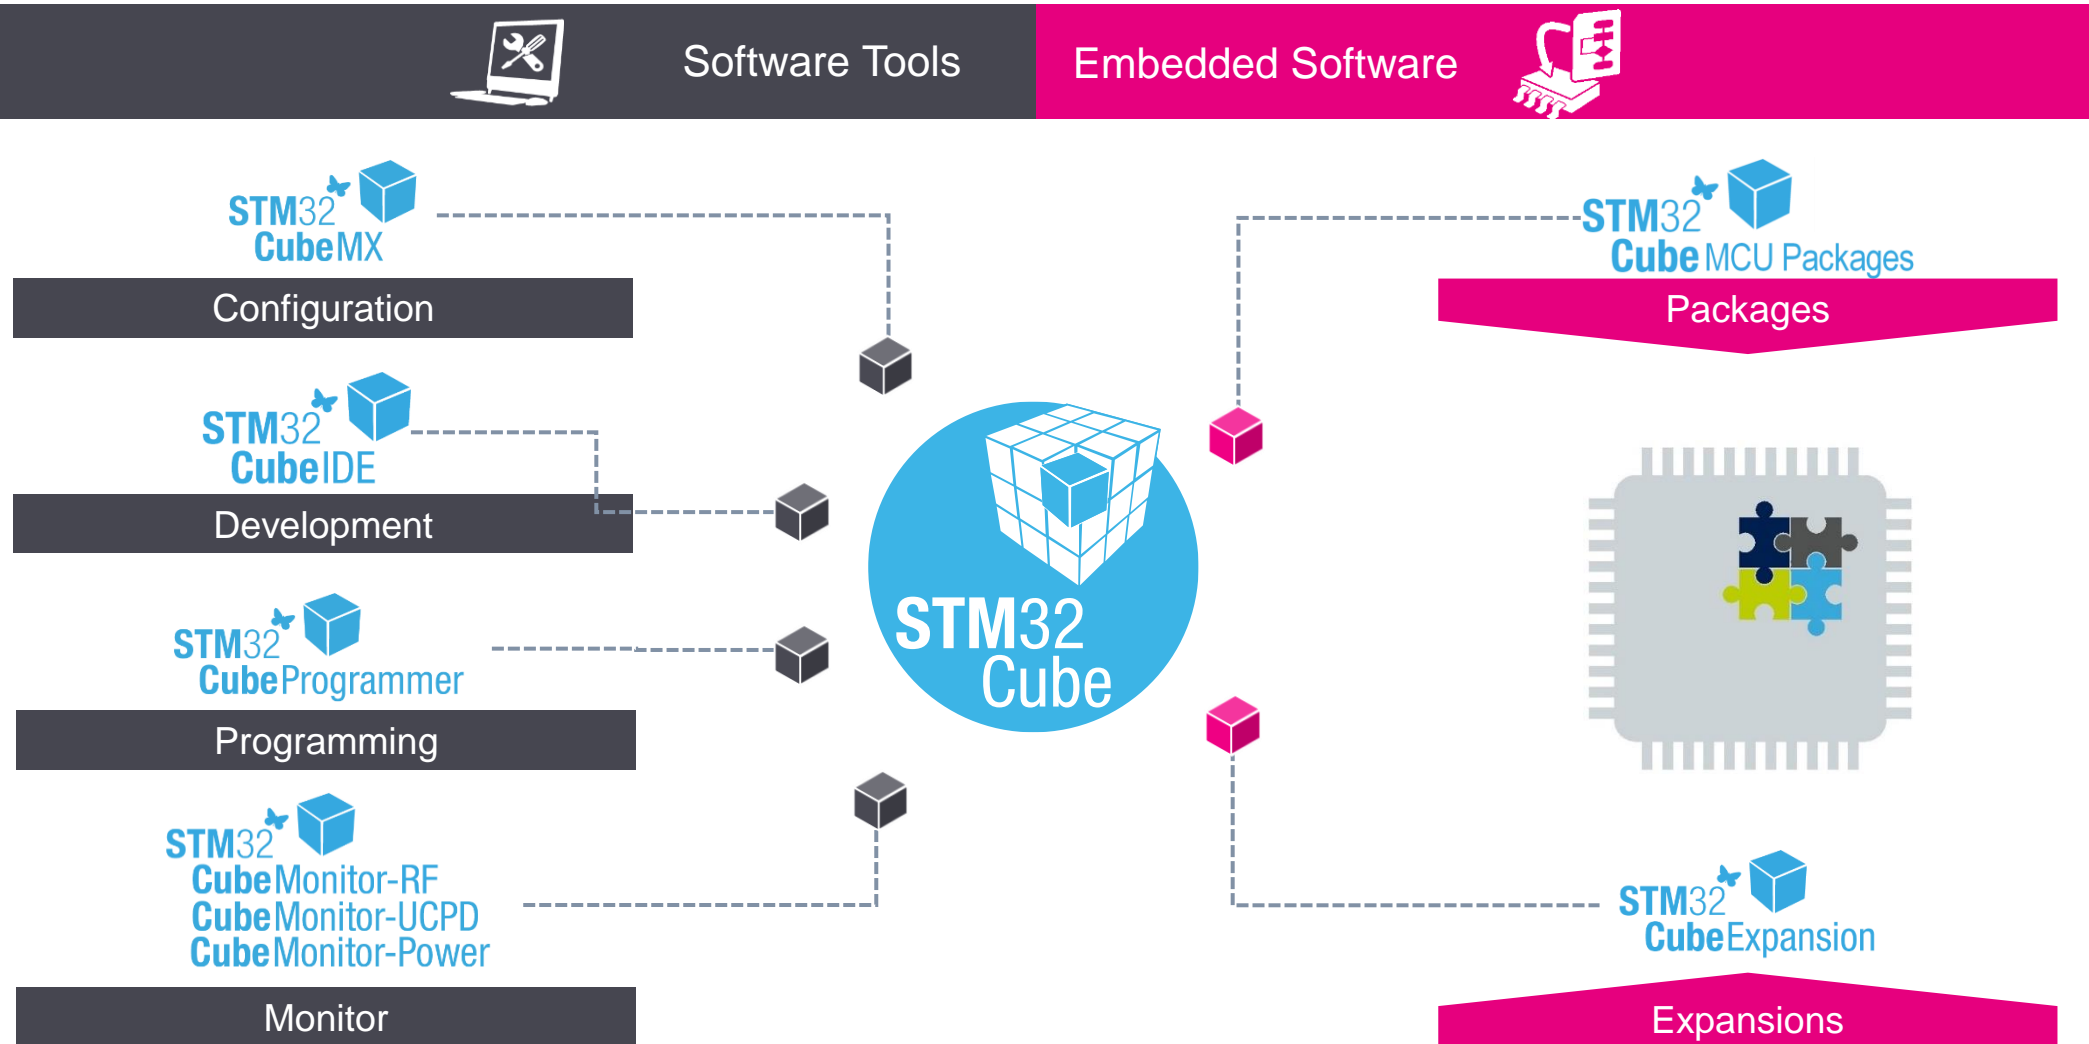 Software Tools
Embedded Software
STM32
CubeMX
Configuration
STM32
CubeIDE
Development
STM32
CubeProgrammer
Programming
STM32
CubeMonitor-RF
CubeMonitor-UCPD
CubeMonitor-Power
Monitor
STM32
Cube
STM32
Cube MCU Packages
Packages
STM32
CubeExpansion
Expansions